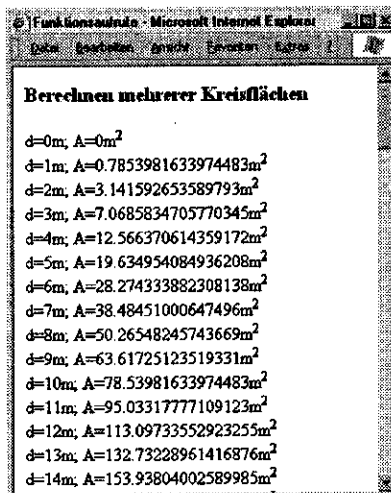 Funktionsaufrufe - Microsoft Internet Explorer
Datei Bearbeiten Ansicht Favoriten Extras ?
Berechnen mehrerer Kreisflächen
d=0m; A=0m²
d=1m; A=0.7853981633974483m²
d=2m; A=3.141592653589793m²
d=3m; A=7.0685834705770345m²
d=4m; A=12.566370614359172m²
d=5m; A=19.634954084936208m²
d=6m; A=28.274333882308138m²
d=7m; A=38.48451000647496m²
d=8m; A=50.26548245743669m²
d=9m; A=63.61725123519331m²
d=10m; A=78.53981633974483m²
d=11m; A=95.03317777109123m²
d=12m; A=113.09733552923255m²
d=13m; A=132.73228961416876m²
d=14m; A=153.93804002589985m²